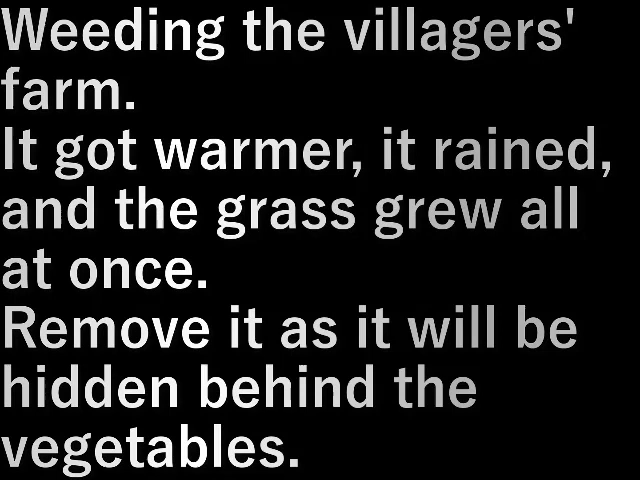 Weeding the villagers'
farm.
It got warmer, it rained,
and the grass grew all
at once.
Remove it as it will be
hidden behind the
vegetables.